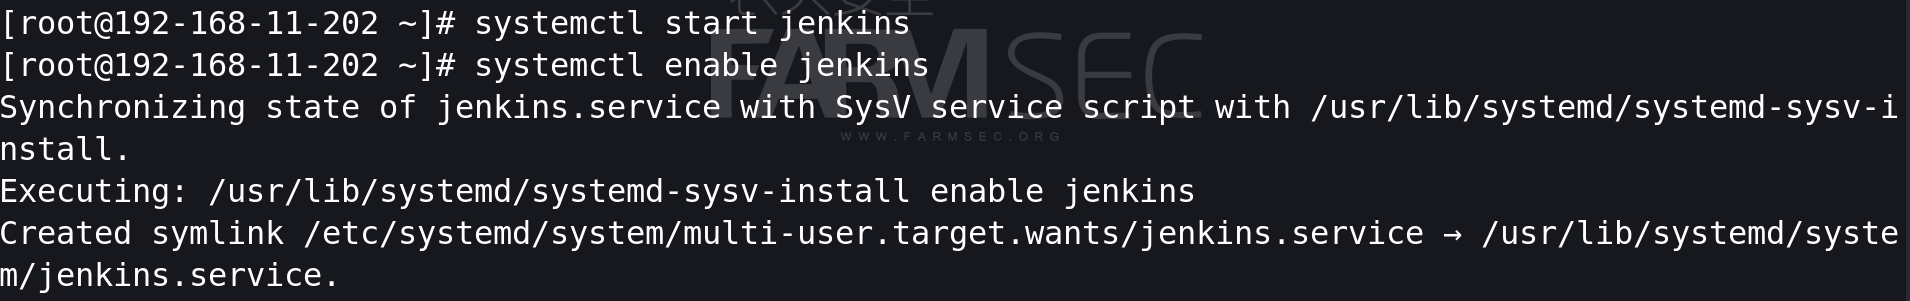 [root@192-168-11-202 ~]# systemctl start jenkins
[root@192-168-11-202 ~]# systemctl enable jenkins
Synchronizing state of jenkins.service with SysV service script with /usr/lib/systemd/systemd-sysv-i
nstall.
Executing: /usr/lib/systemd/systemd-sysv-install enable jenkins
Created symlink /etc/systemd/system/multi-user.target.wants/jenkins.service → /usr/lib/systemd/syste
m/jenkins.service.
FARMSEC
WWW.FARMSEC.ORG